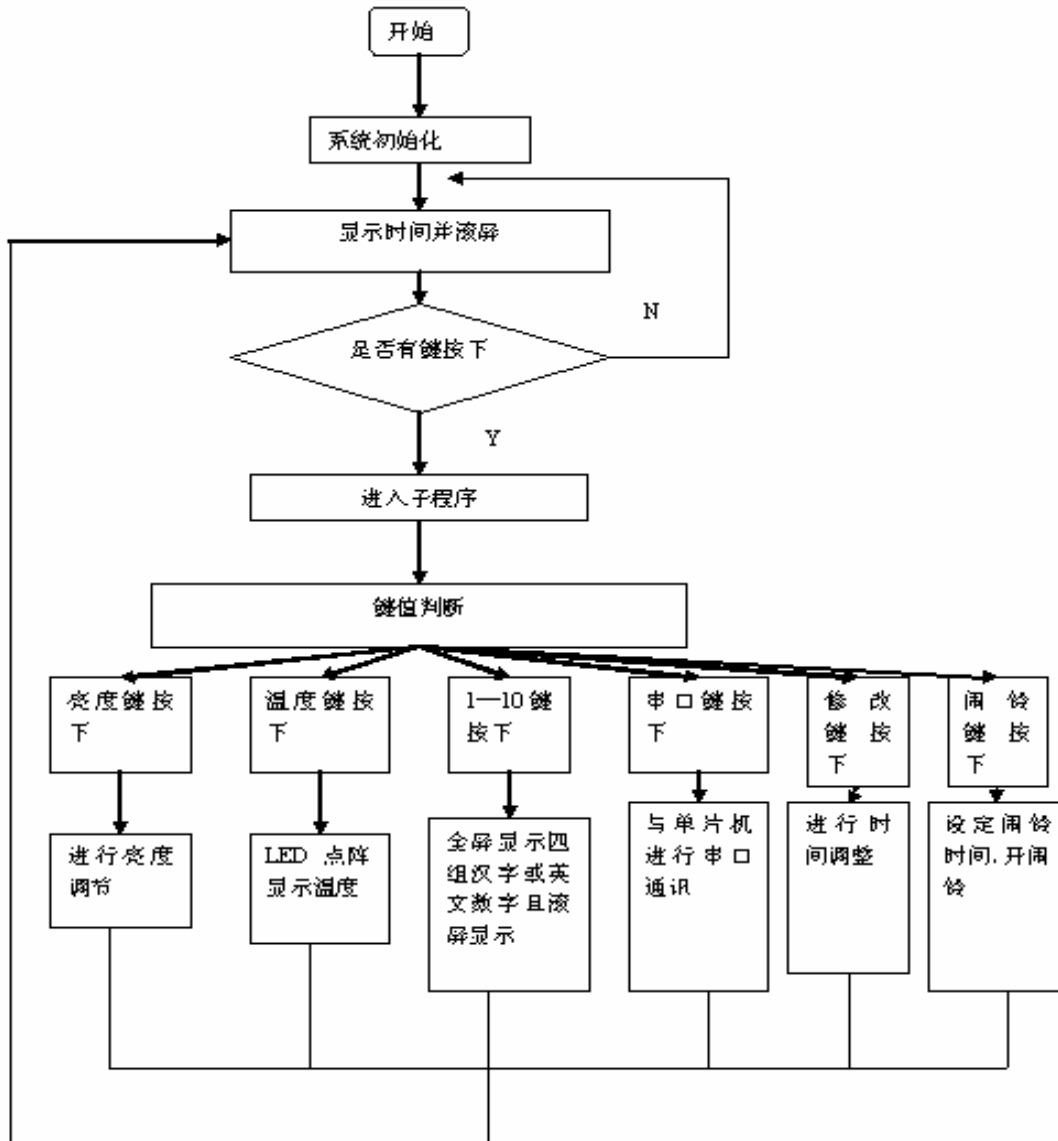 开始
系统初始化
显示时间并滚屏
N
是否有键按下
Y
进入子程序
键值判断
亮度键按
下
温度键按
下
1—10键
按下
串口键按
下
修改
键按
下
闹铃
键按
下
进行亮度
调节
LED 点阵
显示温度
全屏显示四
组汉字或英
文数字且滚
屏显示
与单片机
进行串口
通讯
进行时
间调整
设定闹铃
时间,开闹
铃